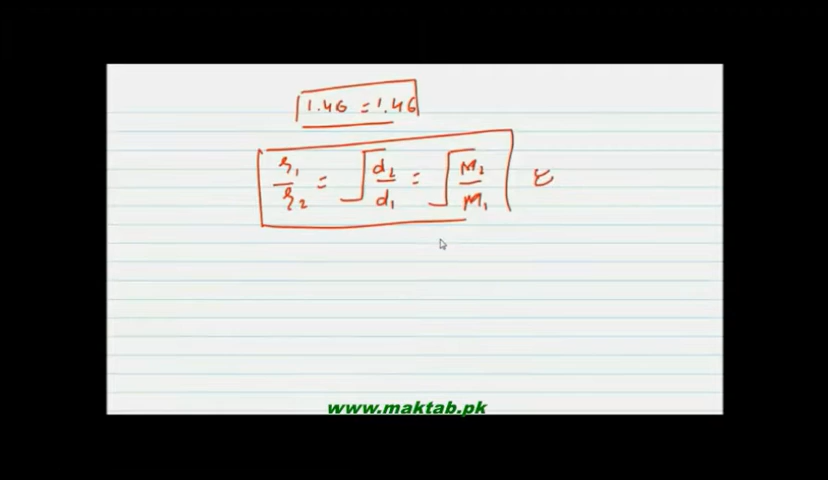 1.46 = 1.46
r₁/r₂ = √d₂/d₁ = √M₂/M₁
www.maktab.pk